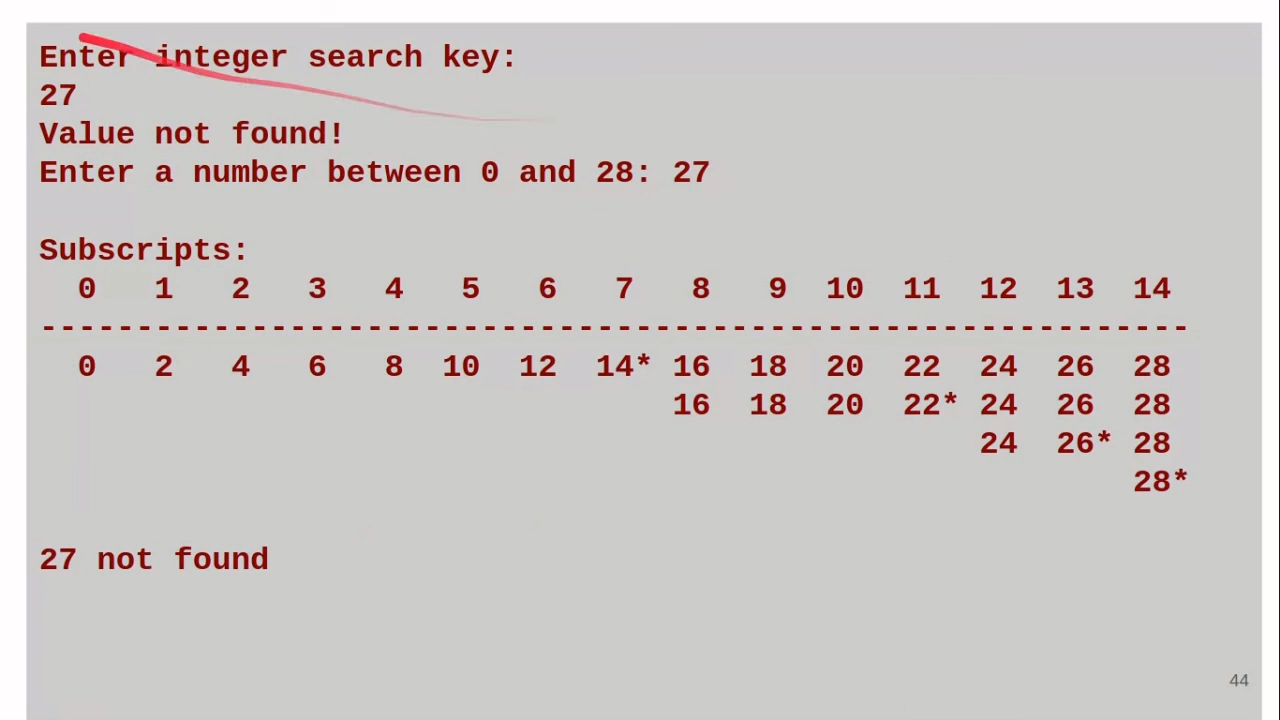 Enter integer search key:
27
Value not found!
Enter a number between 0 and 28: 27
Subscripts:
0 1 2 3 4 5 6 7 8 9 10 11 12 13 14
------------------------------------------------------------
0 2 4 6 8 10 12 14* 16 18 20 22 24 26 28
16 18 20 22* 24 26 28
24 26* 28
28*
27 not found
44